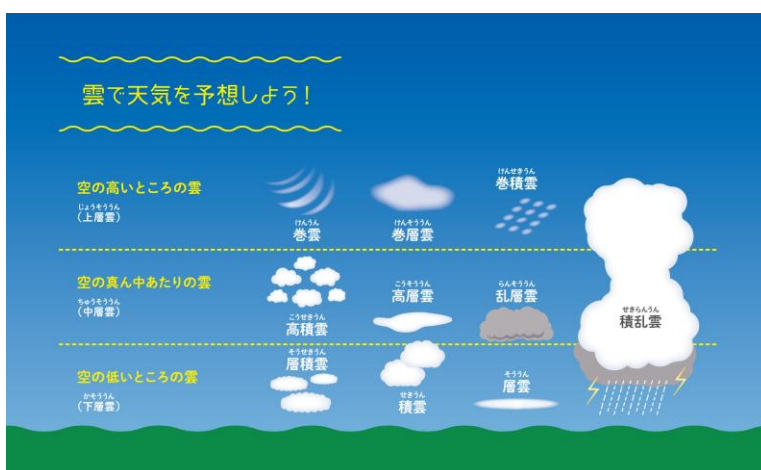 雲で天気を予想しよう!
空の高いところの雲
じょうそううん
(上層雲)
けんうん
巻雲
けんそううん
巻層雲
けんせきうん
巻積雲
空の真ん中あたりの雲
ちゅうそううん
(中層雲)
こうせきうん
高積雲
こうそううん
高層雲
らんそううん
乱層雲
せきらんうん
積乱雲
空の低いところの雲
かそううん
(下層雲)
そうせきうん
層積雲
せきうん
積雲
そううん
層雲